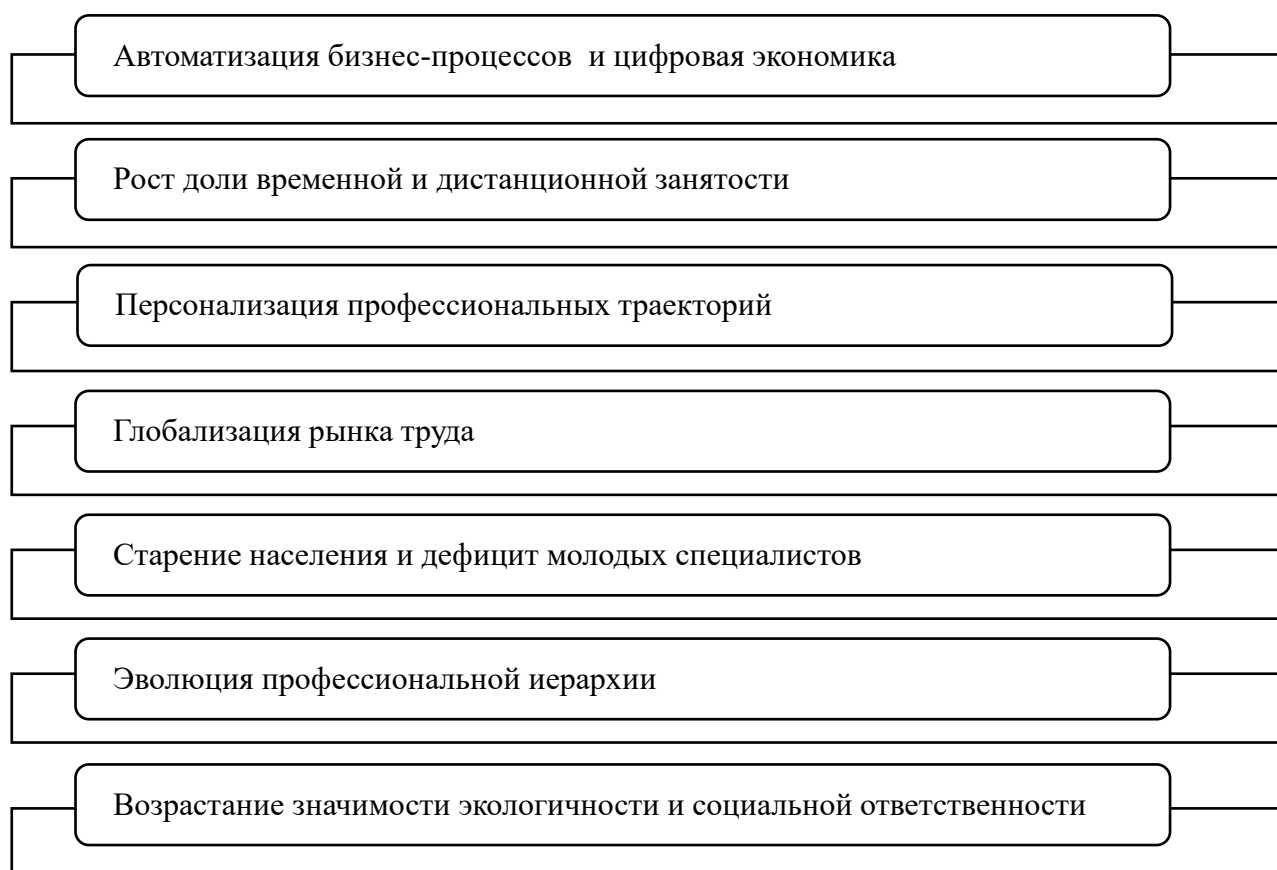 Автоматизация бизнес-процессов  и цифровая экономика
Рост доли временной и дистанционной занятости
Персонализация профессиональных траекторий
Глобализация рынка труда
Старение населения и дефицит молодых специалистов
Эволюция профессиональной иерархии
Возрастание значимости экологичности и социальной ответственности